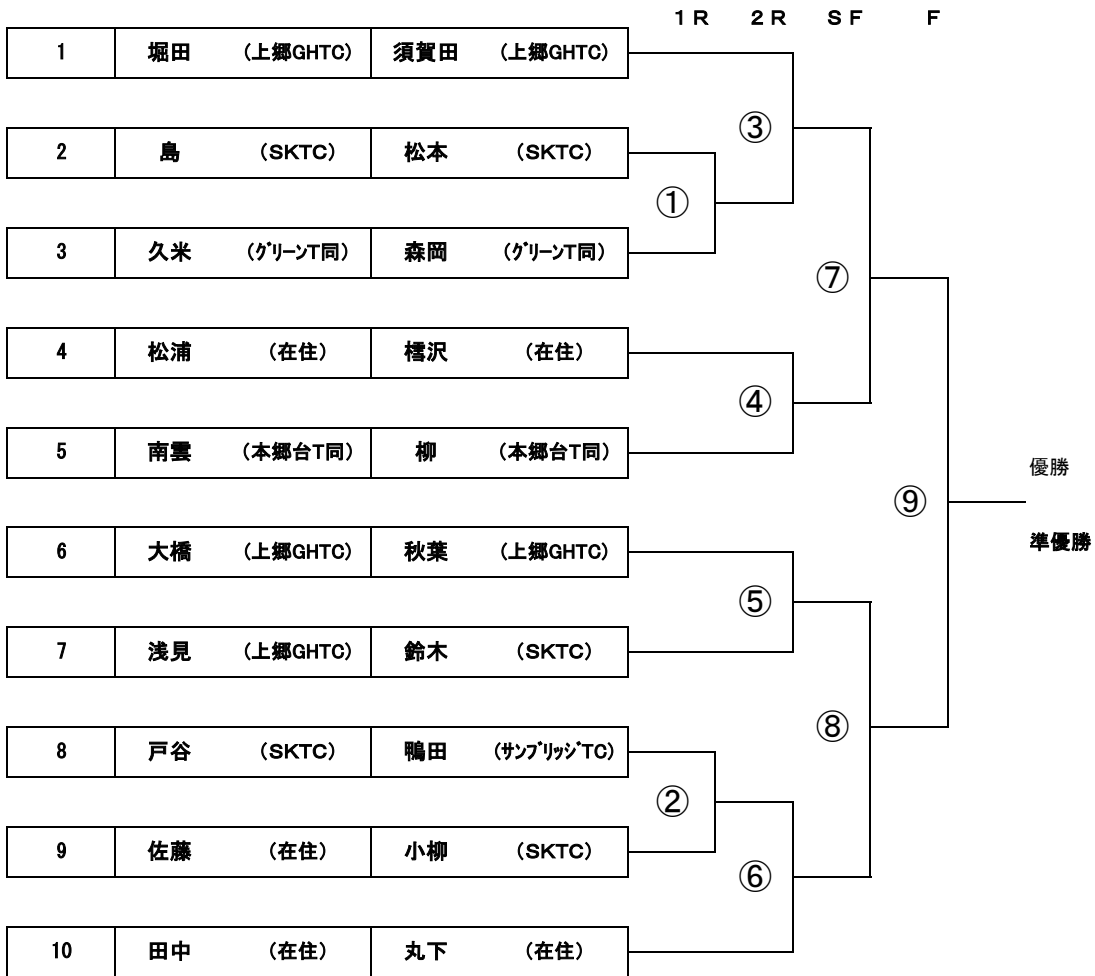 1R 2R SF F
1 堀田 (上郷GHTC) 須賀田 (上郷GHTC)
③
2 島 (SKTC) 松本 (SKTC)
①
3 久米 (グリーンT同) 森岡 (グリーンT同)
⑦
4 松浦 (在住) 樰沢 (在住)
④
5 南雲 (本郷台T同) 柳 (本郷台T同)
優勝
⑨
6 大橋 (上郷GHTC) 秋葉 (上郷GHTC)
準優勝
⑤
7 浅見 (上郷GHTC) 鈴木 (SKTC)
⑧
8 戸谷 (SKTC) 鴨田 (サンブリッジTC)
②
9 佐藤 (在住) 小柳 (SKTC)
⑥
10 田中 (在住) 丸下 (在住)